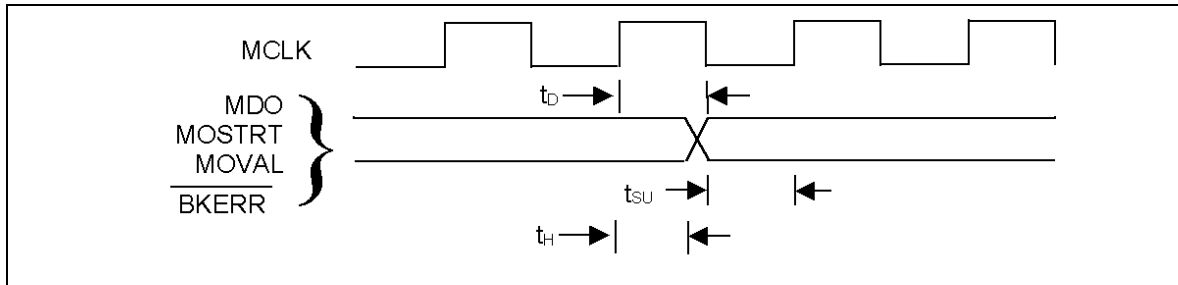 MCLK
tD
MDO
MOSTRT
MOVAL
BKERR
tSU
tH